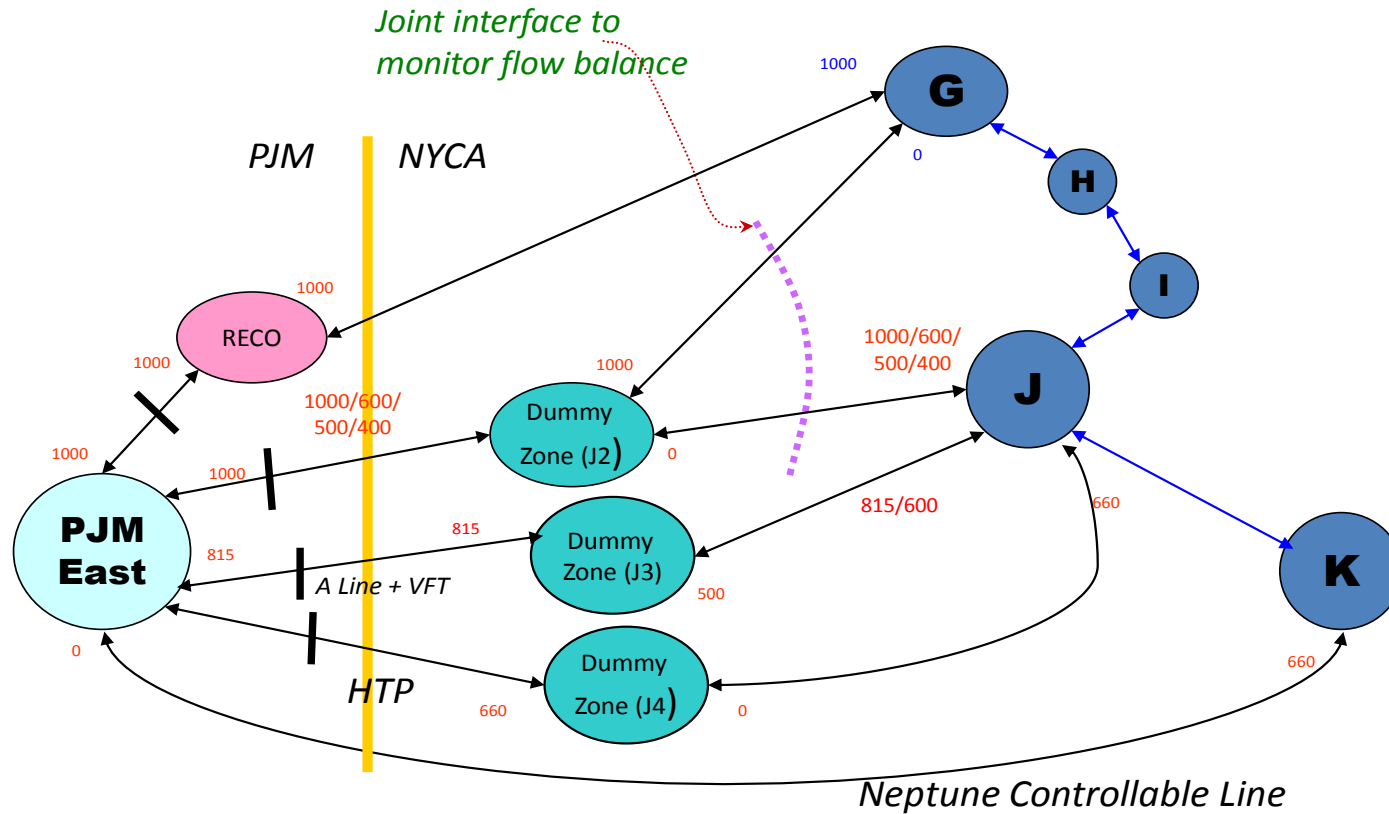 Joint interface to
monitor flow balance
1000
G
0
PJM
NYCA
H
I
1000
RECO
1000
1000/600/
500/400
1000
1000/600/
500/400
J
Dummy
Zone (J2)
0
1000
1000
PJM
East
815
815
A Line + VFT
Dummy
Zone (J3)
500
815/600
660
K
0
HTP
660
Dummy
Zone (J4)
0
660
Neptune Controllable Line